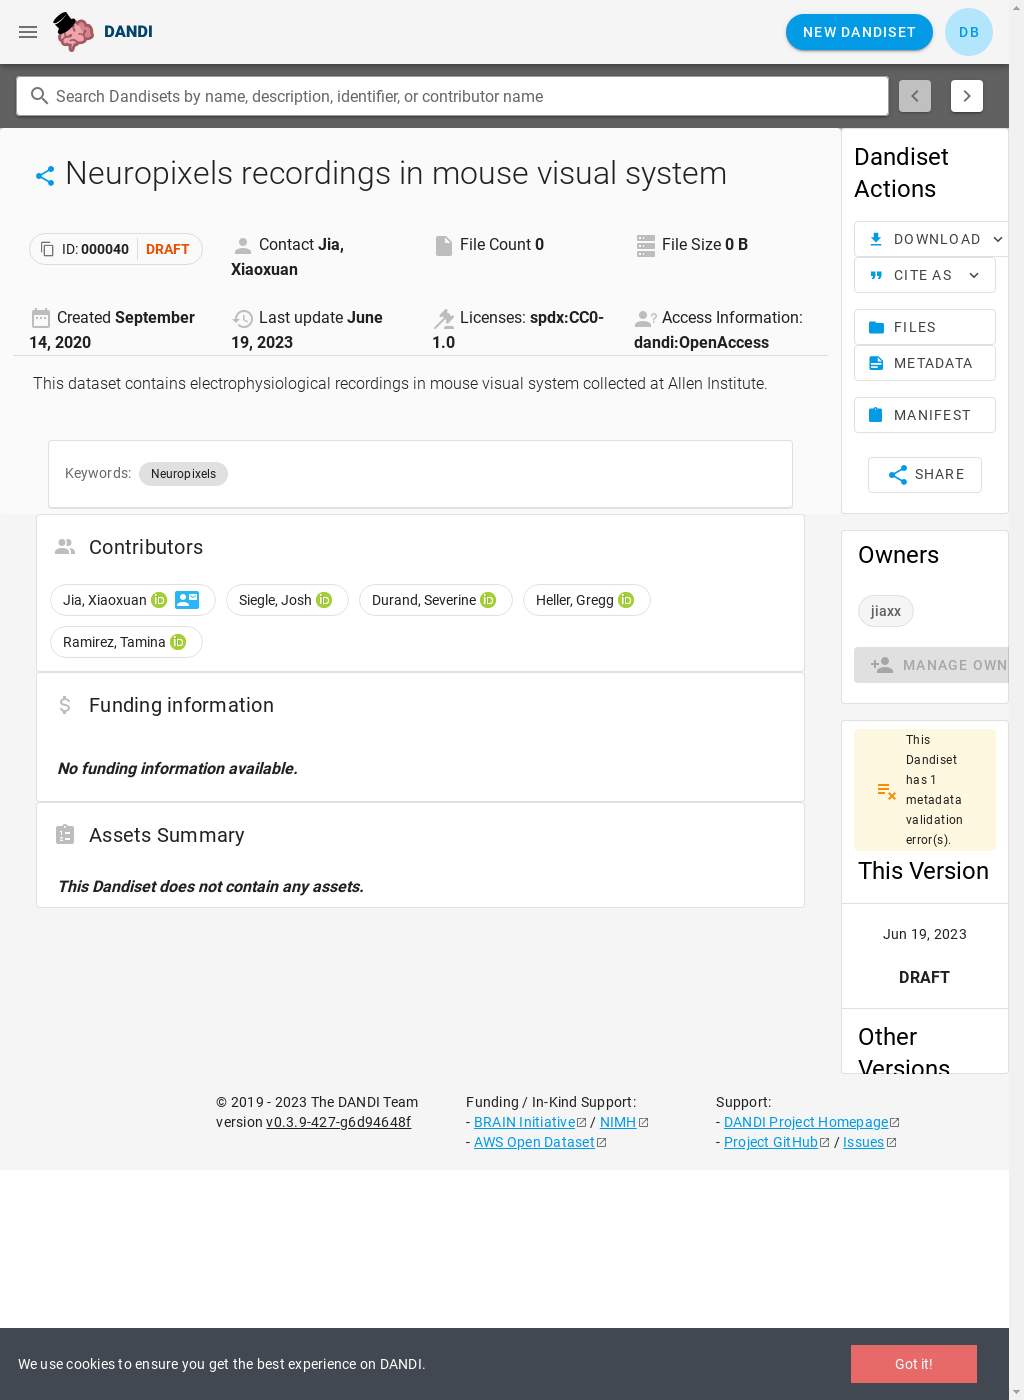 DANDI
NEW DANDISET
DB
Search Dandisets by name, description, identifier, or contributor name
Neuropixels recordings in mouse visual system
ID: 000040 DRAFT
Contact Jia,
Xiaoxuan
File Count 0
File Size 0 B
Created September
14, 2020
Last update June
19, 2023
Licenses: spdx:CC0-
1.0
Access Information:
dandi:OpenAccess
This dataset contains electrophysiological recordings in mouse visual system collected at Allen Institute.
Keywords: Neuropixels
Contributors
Jia, Xiaoxuan iD Siegle, Josh iD Durand, Severine iD Heller, Gregg iD
Ramirez, Tamina iD
Funding information
No funding information available.
Assets Summary
This Dandiset does not contain any assets.
Dandiset
Actions
DOWNLOAD
CITE AS
FILES
METADATA
MANIFEST
SHARE
Owners
jiaxx
MANAGE OWN
This
Dandiset
has 1
metadata
validation
error(s).
This Version
Jun 19, 2023
DRAFT
Other
Versions
© 2019 - 2023 The DANDI Team
version v0.3.9-427-g6d94648f
Funding / In-Kind Support:
- BRAIN Initiative / NIMH
- AWS Open Dataset
Support:
- DANDI Project Homepage
- Project GitHub / Issues
We use cookies to ensure you get the best experience on DANDI.
Got it!